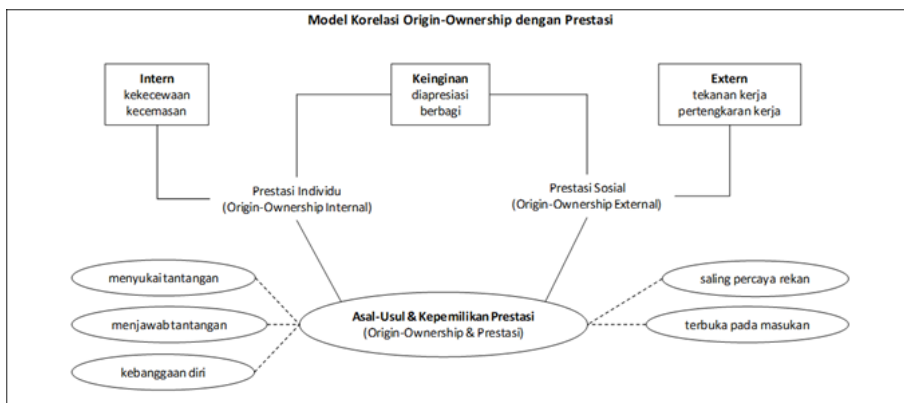 Model Korelasi Origin-Ownership dengan Prestasi
Intern
kekecewaan
kecemasan
Keinginan
diapresiasi
berbagi
Extern
tekanan kerja
pertengkaran kerja
Prestasi Individu
(Origin-Ownership Internal)
Prestasi Sosial
(Origin-Ownership External)
menyukai tantangan
menjawab tantangan
kebanggaan diri
Asal-Usul & Kepemilikan Prestasi
(Origin-Ownership & Prestasi)
saling percaya rekan
terbuka pada masukan